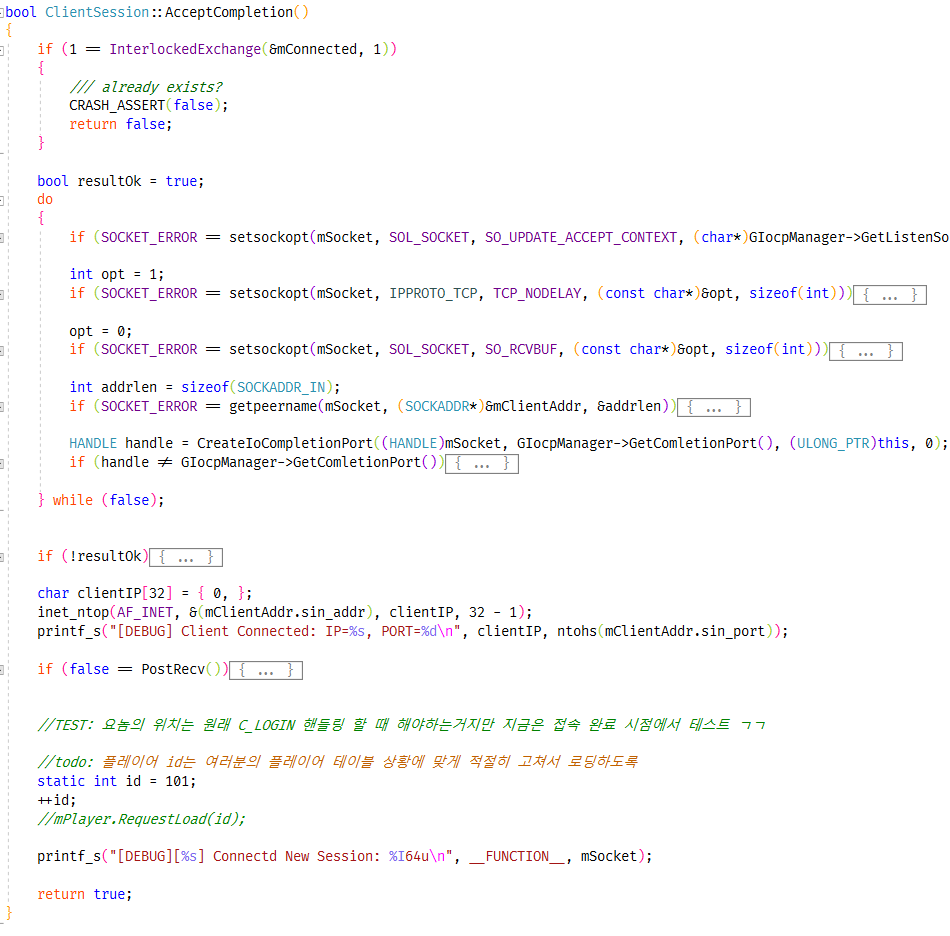 bool ClientSession::AcceptCompletion()
{
if (1 == InterlockedExchange(&mConnected, 1))
{
/// already exists?
CRASH_ASSERT(false);
return false;
}
bool resultOk = true;
do
{
if (SOCKET_ERROR == setsockopt(mSocket, SOL_SOCKET, SO_UPDATE_ACCEPT_CONTEXT, (char*)GIocpManager->GetListenSo
int opt = 1;
if (SOCKET_ERROR == setsockopt(mSocket, IPPROTO_TCP, TCP_NODELAY, (const char*)&opt, sizeof(int))){ ... }
opt = 0;
if (SOCKET_ERROR == setsockopt(mSocket, SOL_SOCKET, SO_RCVBUF, (const char*)&opt, sizeof(int))){ ... }
int addrlen = sizeof(SOCKADDR_IN);
if (SOCKET_ERROR == getpeername(mSocket, (SOCKADDR*)&mClientAddr, &addrlen)){ ... }
HANDLE handle = CreateIoCompletionPort((HANDLE)mSocket, GIocpManager->GetComletionPort(), (ULONG_PTR)this, 0);
if (handle != GIocpManager->GetComletionPort()){ ... }
} while (false);
if (!resultOk){ ... }
char clientIP[32] = { 0, };
inet_ntop(AF_INET, &(mClientAddr.sin_addr), clientIP, 32 - 1);
printf_s("[DEBUG] Client Connected: IP=%s, PORT=%d\n", clientIP, ntohs(mClientAddr.sin_port));
if (false == PostRecv()){ ... }
//TEST: 요놈의 위치는 원래 C_LOGIN 핸들링 할 때 해야하는거지만 지금은 접속 완료 시점에서 테스트 ㄱㄱ
//todo: 플레이어 id는 여러분의 플레이어 테이블 상황에 맞게 적절히 고쳐서 로딩하도록
static int id = 101;
++id;
//mPlayer.RequestLoad(id);
printf_s("[DEBUG][%s] Connectd New Session: %I64u\n", __FUNCTION__, mSocket);
return true;
}